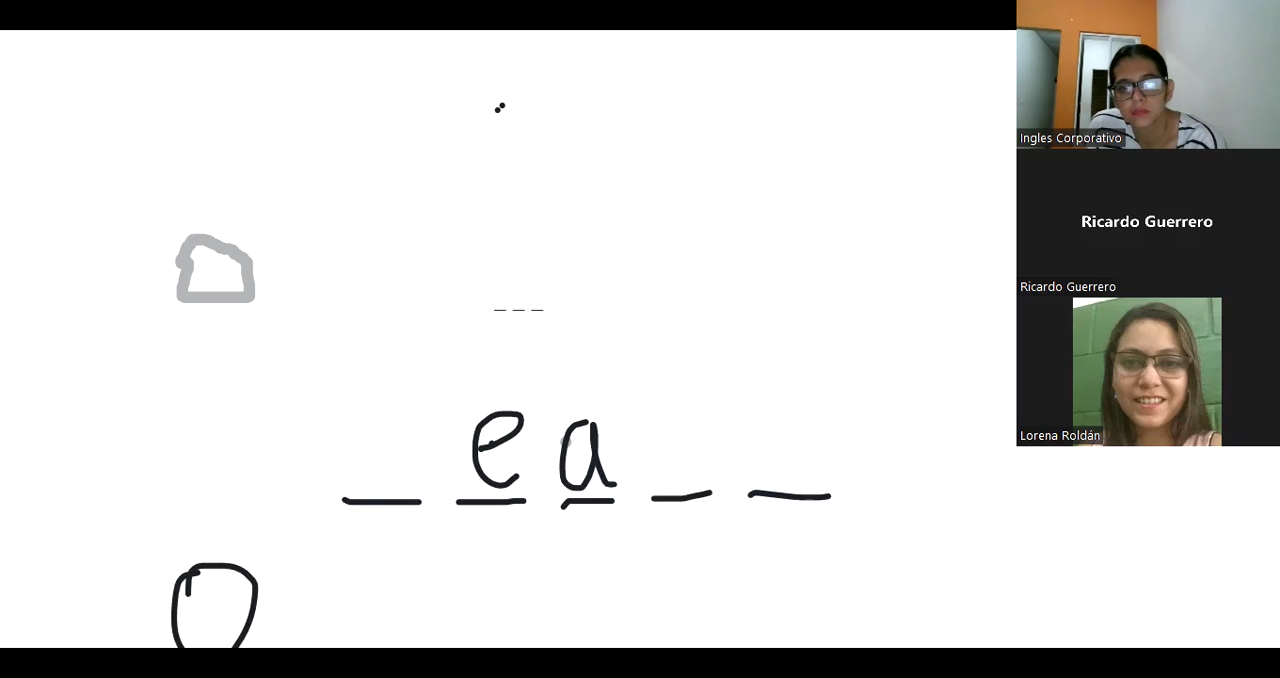 Ingles Corporativo
Ricardo Guerrero
Ricardo Guerrero
Lorena Roldán
_ _ _
_ e a _ _